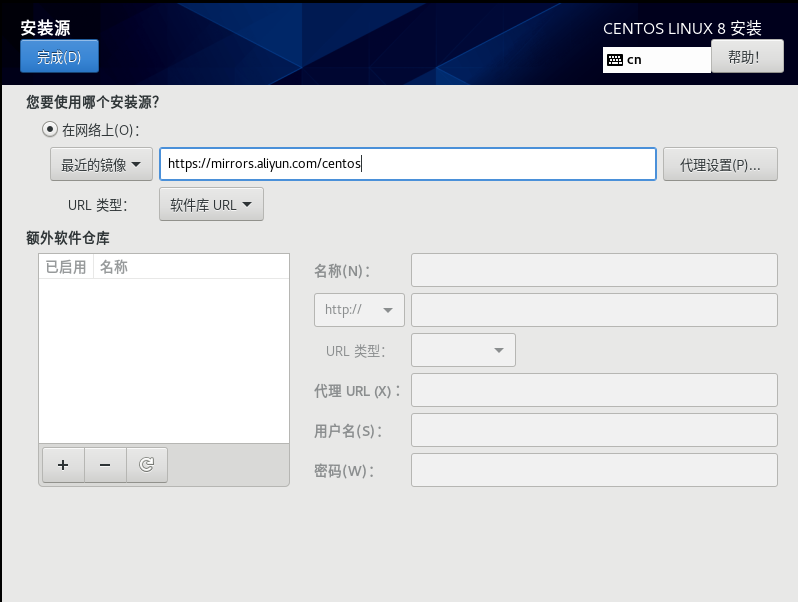 安装源
CENTOS LINUX 8 安装
完成(D)
cn
帮助！
您要使用哪个安装源？
在网络上(O)：
最近的镜像
https://mirrors.aliyun.com/centos
代理设置(P)...
URL 类型：
软件库 URL
额外软件仓库
已启用 名称
名称(N)：
http://
URL 类型：
代理 URL (X)：
用户名(S)：
密码(W)：